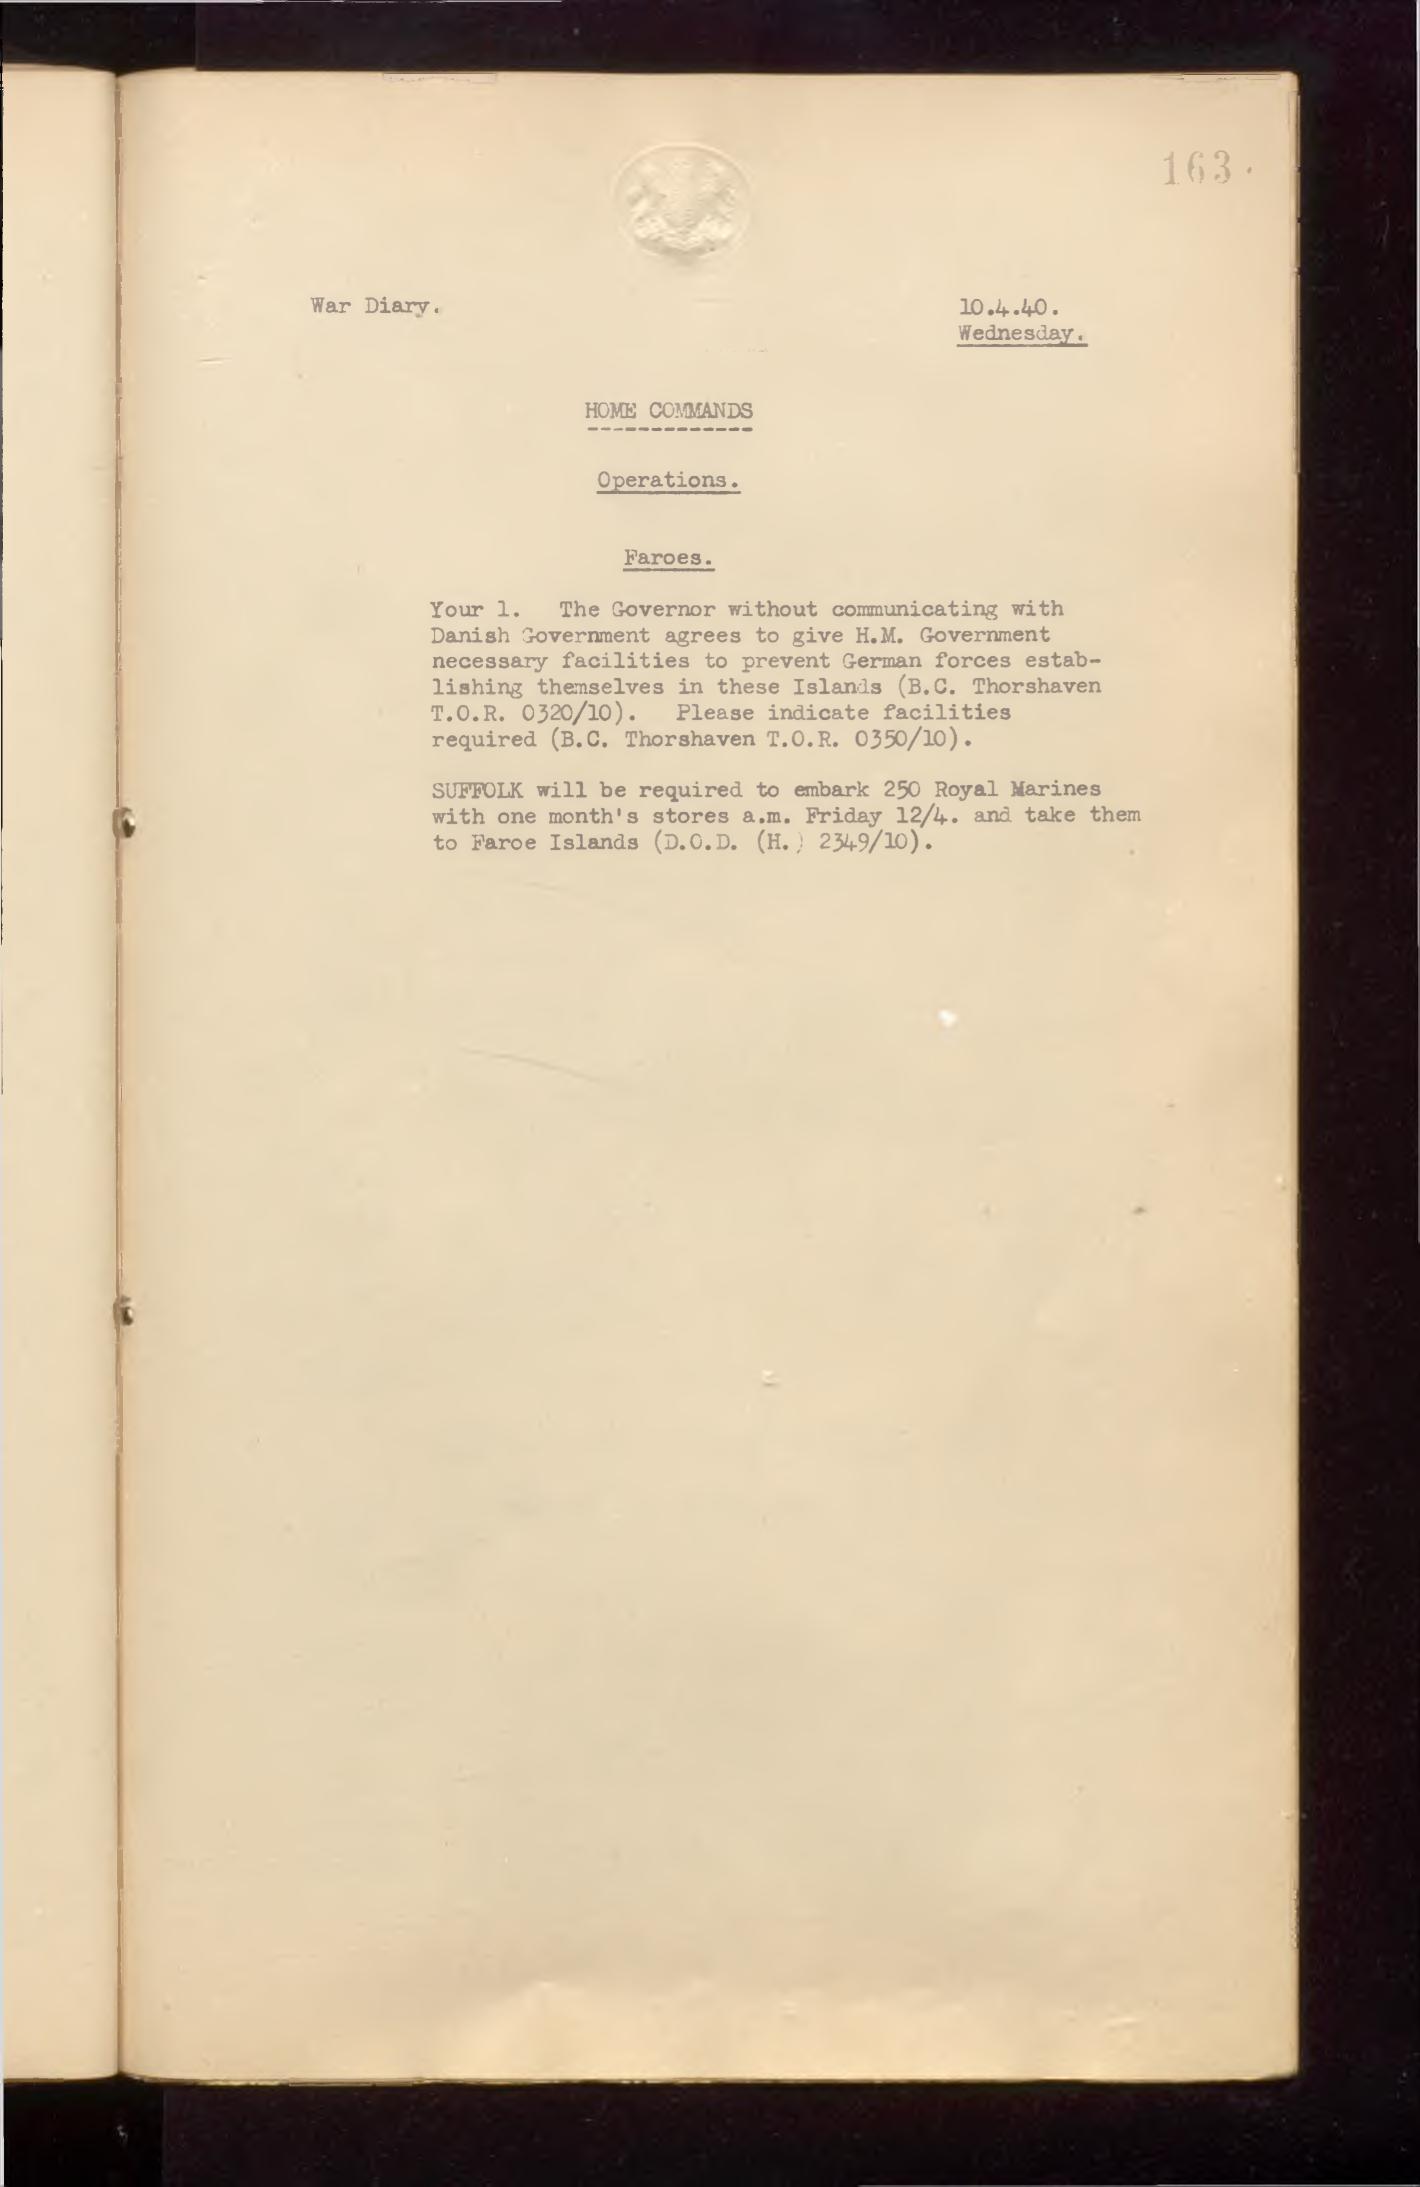 163.
War Diary.
10.4.40.
Wednesday.
HOME COMMANDS
-------------
Operations.
Faroes.
Your 1. The Governor without communicating with
Danish Government agrees to give H.M. Government
necessary facilities to prevent German forces estab-
lishing themselves in these Islands (B.C. Thorshaven
T.O.R. 0320/10). Please indicate facilities
required (B.C. Thorshaven T.O.R. 0350/10).
SUFFOLK will be required to embark 250 Royal Marines
with one month's stores a.m. Friday 12/4. and take them
to Faroe Islands (D.O.D. (H.) 2349/10).